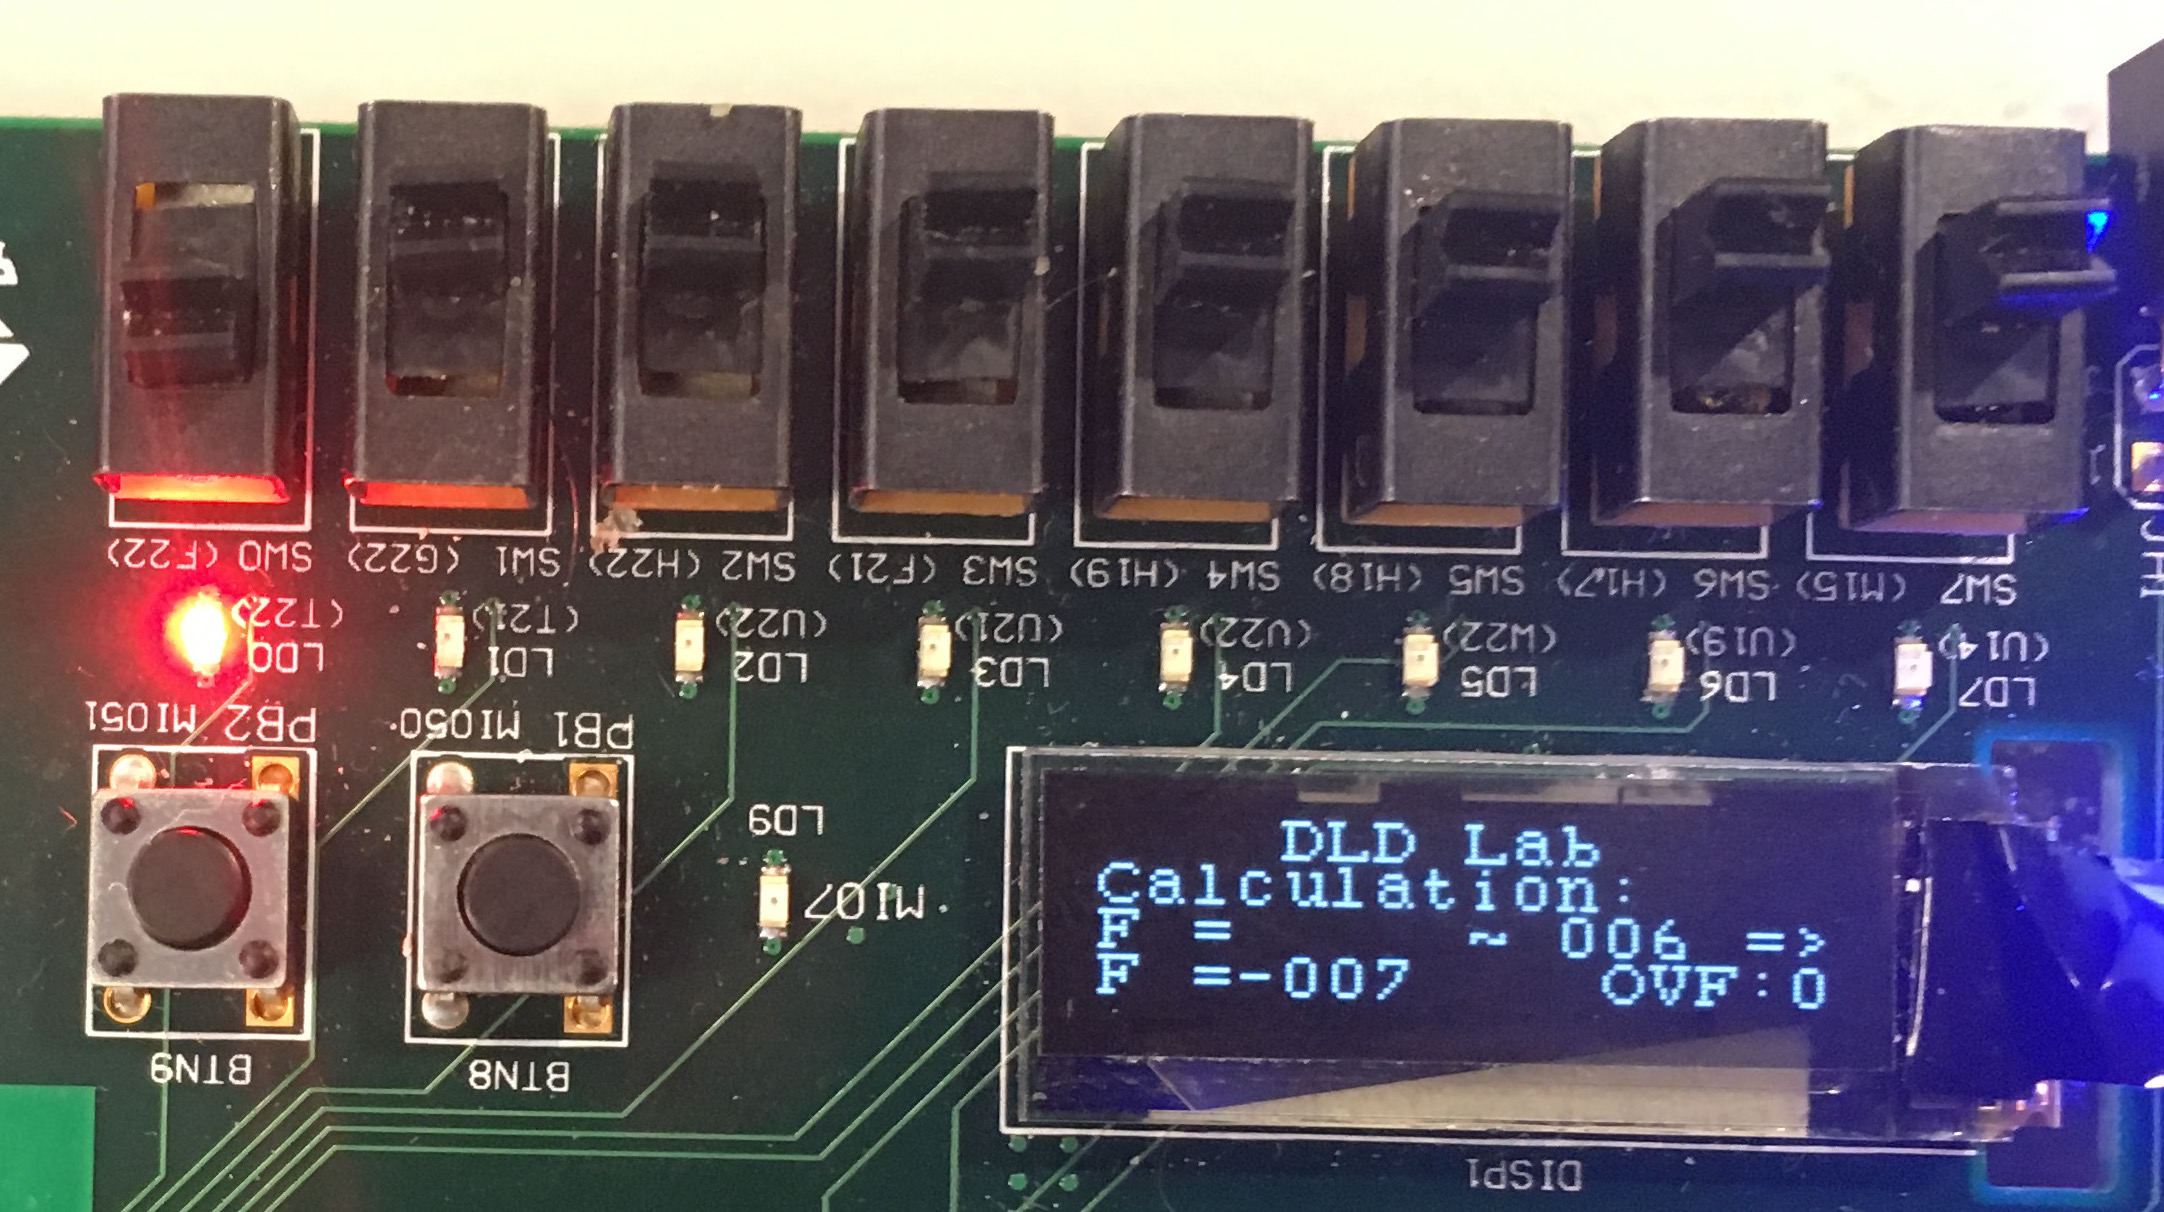 SW0 (F22)
SW1 (G22)
SW2 (H22)
SW3 (F21)
SW4 (H19)
SW5 (H18)
SW6 (H17)
SW7 (M15)
(T22)
LD0
(T21)
LD1
(U22)
LD2
(U21)
LD3
(V22)
LD4
(W22)
LD5
(U19)
LD6
(U14)
LD7
PB2 MIO51
PB1 MIO50
LD9
MIO7
BTN9
BTN8
DLD Lab
Calculation:
F = ~ 006 =>
F =-007 OVF:0
DISP1